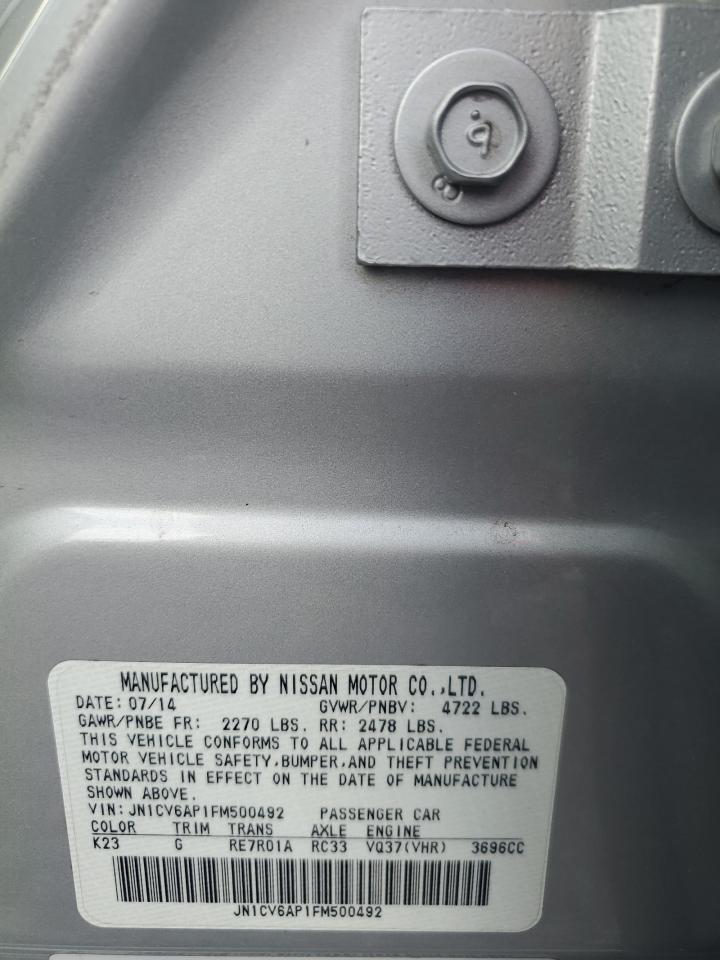 MANUFACTURED BY NISSAN MOTOR CO.,LTD.
DATE: 07/14 GVWR/PNBV: 4722 LBS.
GAWR/PNBE FR: 2270 LBS. RR: 2478 LBS.
THIS VEHICLE CONFORMS TO ALL APPLICABLE FEDERAL
MOTOR VEHICLE SAFETY,BUMPER,AND THEFT PREVENTION
STANDARDS IN EFFECT ON THE DATE OF MANUFACTURE
SHOWN ABOVE.
VIN: JN1CV6AP1FM500492 PASSENGER CAR
COLOR TRIM TRANS AXLE ENGINE
K23 G RE7R01A RC33 VQ37(VHR) 3696CC
JN1CV6AP1FM500492